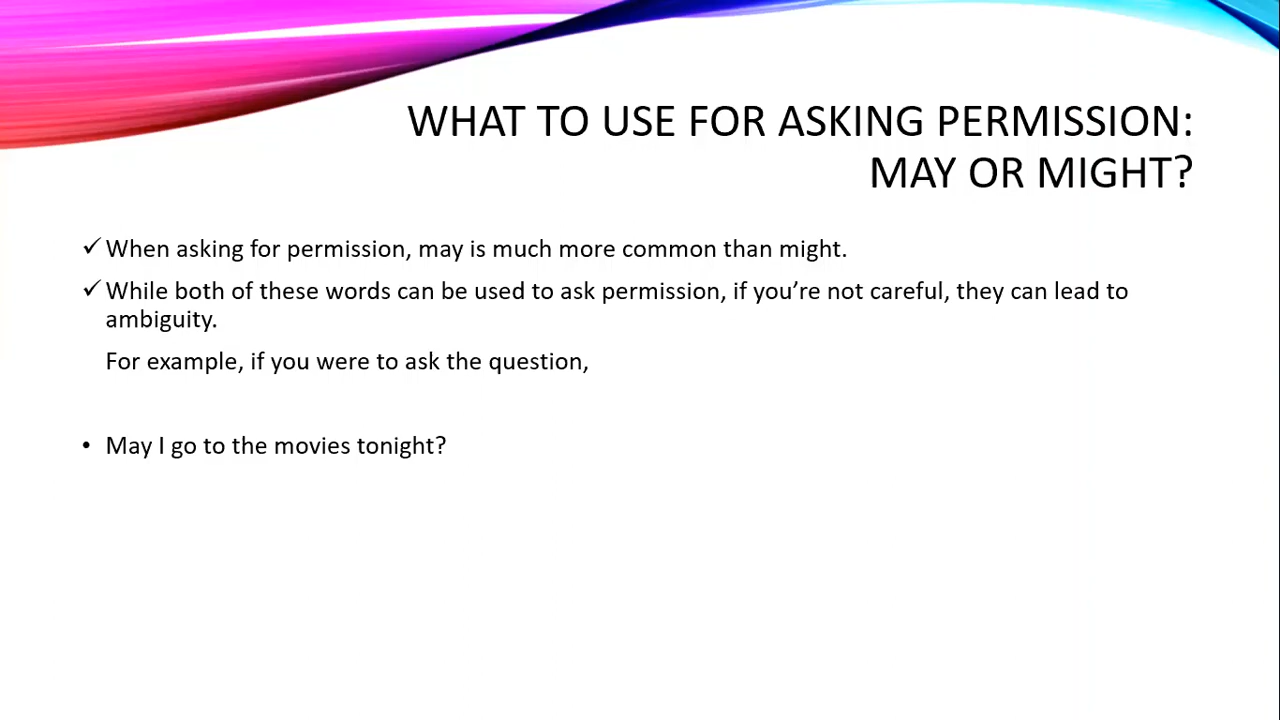 WHAT TO USE FOR ASKING PERMISSION:
MAY OR MIGHT?
✓ When asking for permission, may is much more common than might.
✓ While both of these words can be used to ask permission, if you’re not careful, they can lead to
ambiguity.
For example, if you were to ask the question,
• May I go to the movies tonight?